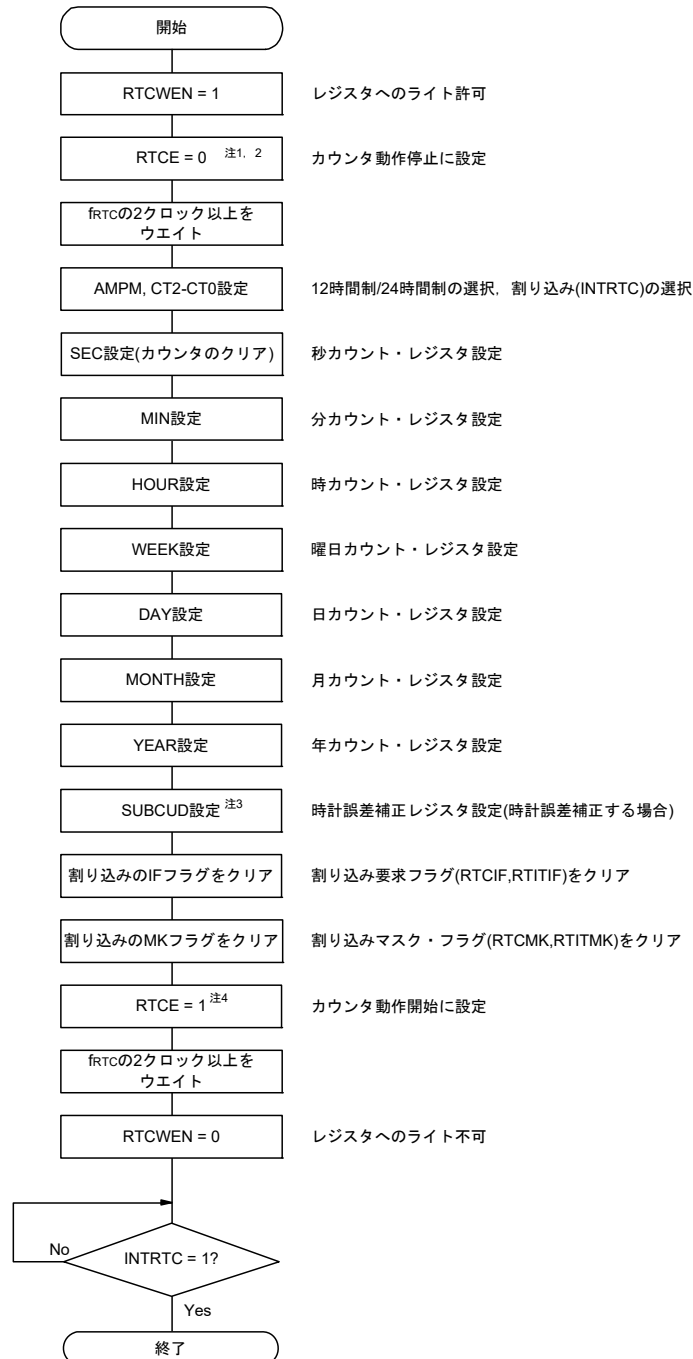 開始
RTCWEN = 1 レジスタへのライト許可
RTCE = 0 注1，2 カウンタ動作停止に設定
fRTCの2クロック以上を
ウエイト
AMPM, CT2-CT0設定 12時間制/24時間制の選択，割り込み(INTRTC)の選択
SEC設定(カウンタのクリア) 秒カウント・レジスタ設定
MIN設定 分カウント・レジスタ設定
HOUR設定 時カウント・レジスタ設定
WEEK設定 曜日カウント・レジスタ設定
DAY設定 日カウント・レジスタ設定
MONTH設定 月カウント・レジスタ設定
YEAR設定 年カウント・レジスタ設定
SUBCUD設定 注3 時計誤差補正レジスタ設定(時計誤差補正する場合)
割り込みのIFフラグをクリア 割り込み要求フラグ(RTCIF,RTITIF)をクリア
割り込みのMKフラグをクリア 割り込みマスク・フラグ(RTCMK,RTITMK)をクリア
RTCE = 1 注4 カウンタ動作開始に設定
fRTCの2クロック以上を
ウエイト
RTCWEN = 0 レジスタへのライト不可
No INTRTC = 1?
Yes
終了